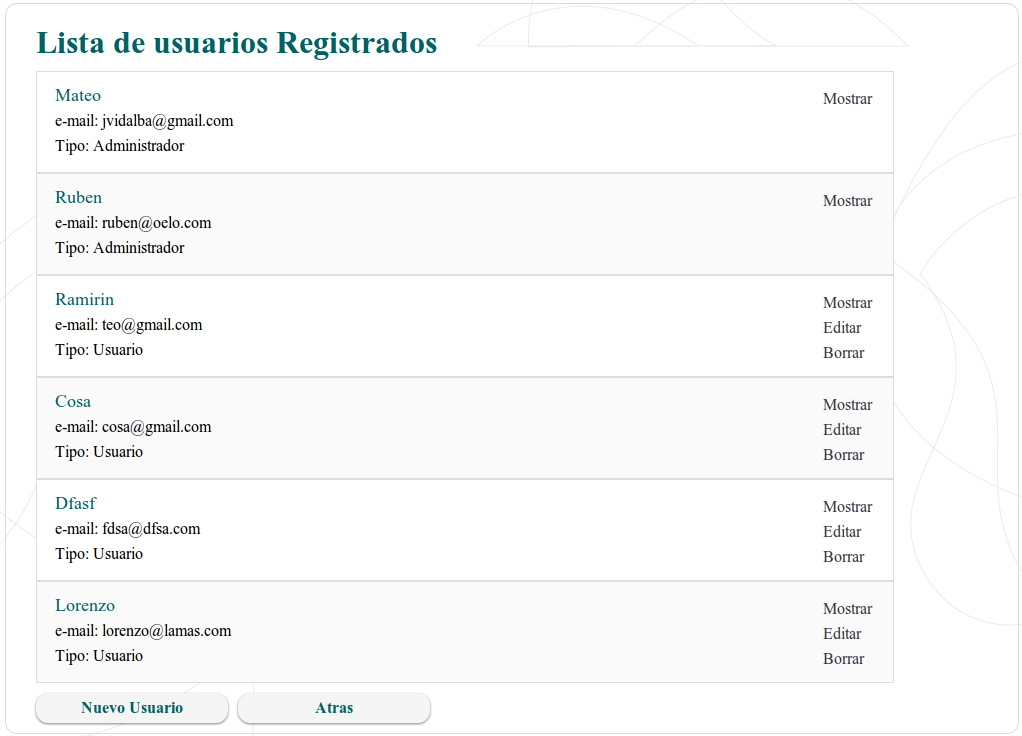 Lista de usuarios Registrados
Mateo
Mostrar
e-mail: jvidalba@gmail.com
Tipo: Administrador
Ruben
Mostrar
e-mail: ruben@oelo.com
Tipo: Administrador
Ramirin
Mostrar
e-mail: teo@gmail.com
Editar
Tipo: Usuario
Borrar
Cosa
Mostrar
e-mail: cosa@gmail.com
Editar
Tipo: Usuario
Borrar
Dfasf
Mostrar
e-mail: fdsa@dfsa.com
Editar
Tipo: Usuario
Borrar
Lorenzo
Mostrar
e-mail: lorenzo@lamas.com
Editar
Tipo: Usuario
Borrar
Nuevo Usuario
Atras